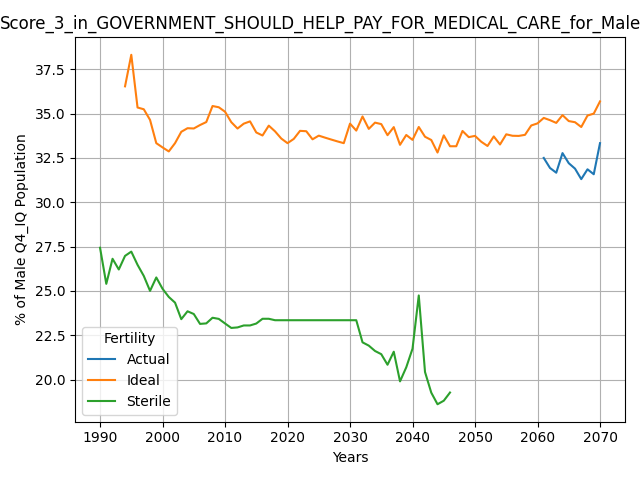 Score_3_in_GOVERNMENT_SHOULD_HELP_PAY_FOR_MEDICAL_CARE_for_Male
% of Male Q4_IQ Population
37.5
35.0
32.5
30.0
27.5
25.0
22.5
20.0
Fertility
Actual
Ideal
Sterile
1990 2000 2010 2020 2030 2040 2050 2060 2070
Years